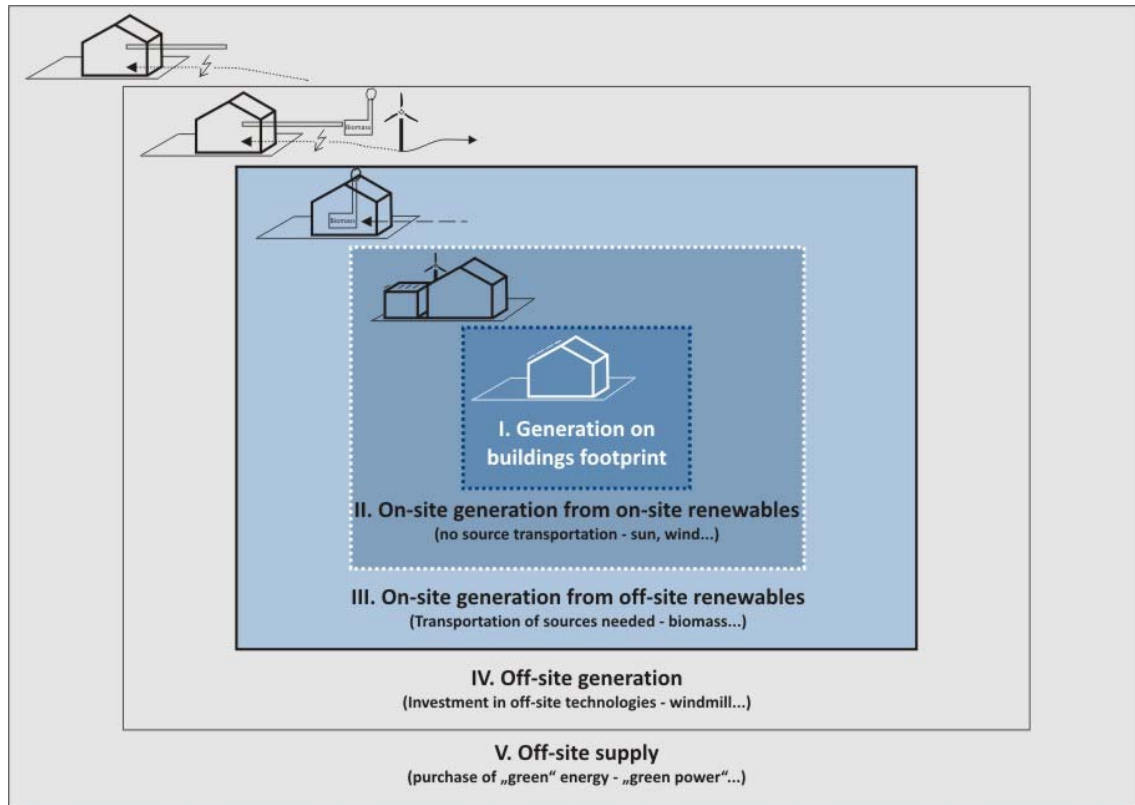 Biomass
Biomass
I. Generation on
buildings footprint
II. On-site generation from on-site renewables
(no source transportation - sun, wind...)
III. On-site generation from off-site renewables
(Transportation of sources needed - biomass...)
IV. Off-site generation
(Investment in off-site technologies - windmill...)
V. Off-site supply
(purchase of „green“ energy - „green power“...)